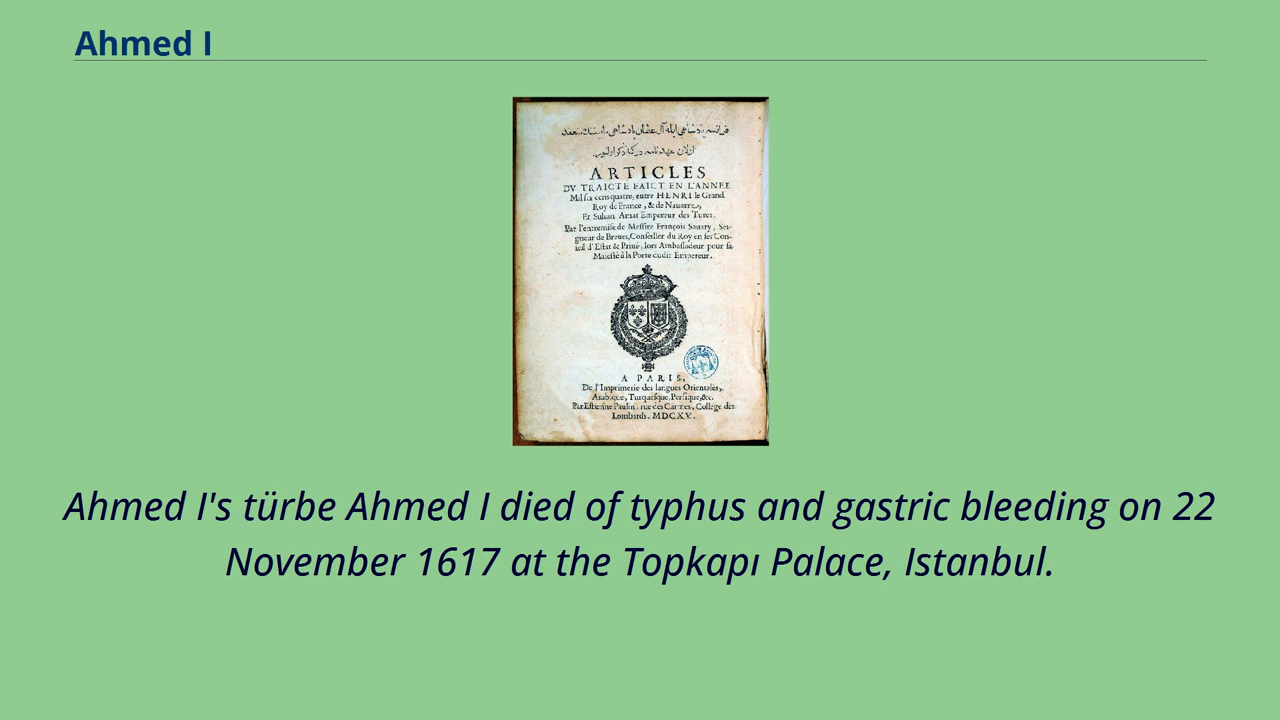 Ahmed I
ARTICLES
DV TRAICTE FAICT EN L'ANNEE
Mil six cens quatre, entre HENRI le Grand
Roy de France, & de Nauarre,
Et Sultan Amat Empereur des Turcs.
Par l'entremise de Messire François Sauary, Sei-
gneur de Breues, Conseiller du Roy en ses Con-
seil d'Estat & Priué, lors Ambassadeur pour sa
Maiesté à la Porte dudit Empereur.
A PARIS,
De l'Imprimerie des langues Orientales,
Arabique, Turquesque, Persique, &c.
Par Estienne Paulin, rue des Carmes, College des
Lombards. MDCXV.
Ahmed I's türbe Ahmed I died of typhus and gastric bleeding on 22
November 1617 at the Topkapı Palace, Istanbul.